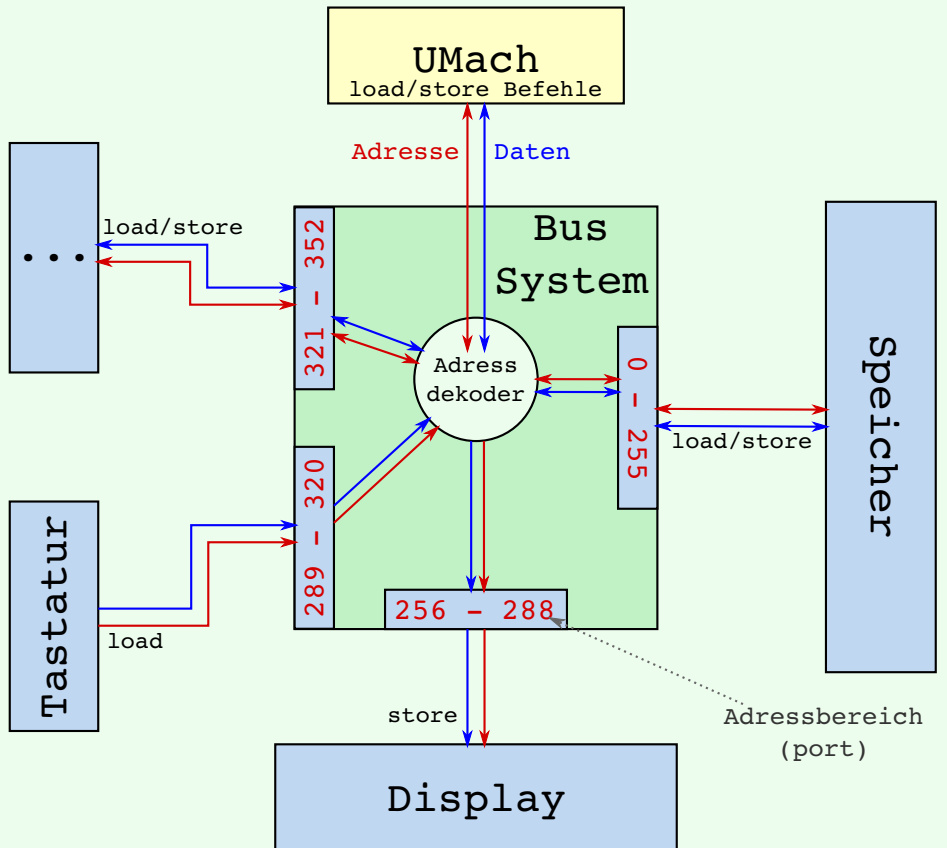 UMach
load/store Befehle
Adresse
Daten
load/store
...
321 – 352
Bus
System
Adress
dekoder
0 – 255
load/store
Speicher
Tastatur
load
289 – 320
256 – 288
store
Adressbereich
(port)
Display